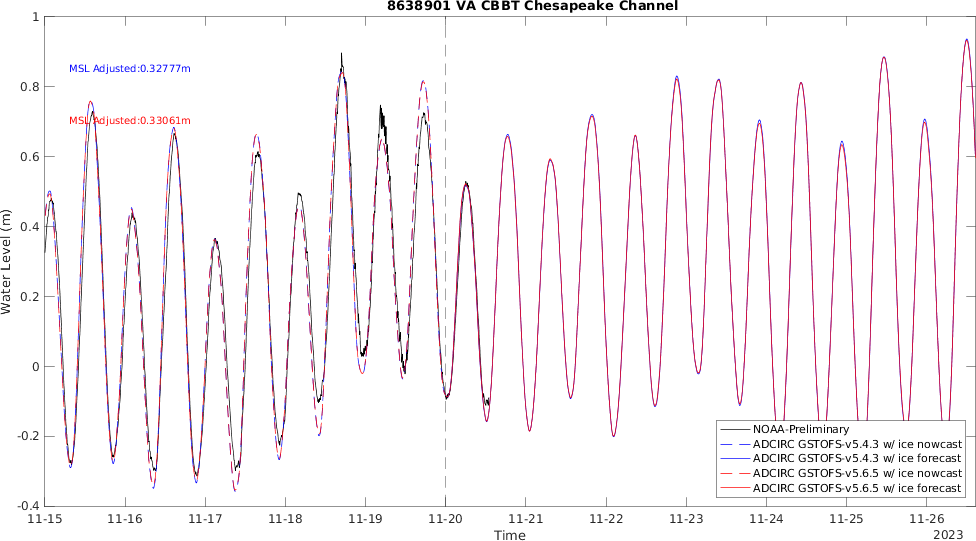 8638901 VA CBBT Chesapeake Channel
1
0.8
0.6
0.4
0.2
0
-0.2
-0.4
Water Level (m)
MSL Adjusted:0.32777m
MSL Adjusted:0.33061m
NOAA-Preliminary
ADCIRC GSTOFS-v5.4.3 w/ice nowcast
ADCIRC GSTOFS-v5.4.3 w/ice forecast
ADCIRC GSTOFS-v5.6.5 w/ice nowcast
ADCIRC GSTOFS-v5.6.5 w/ice forecast
11-15 11-16 11-17 11-18 11-19 11-20 11-21 11-22 11-23 11-24 11-25 11-26
Time
2023